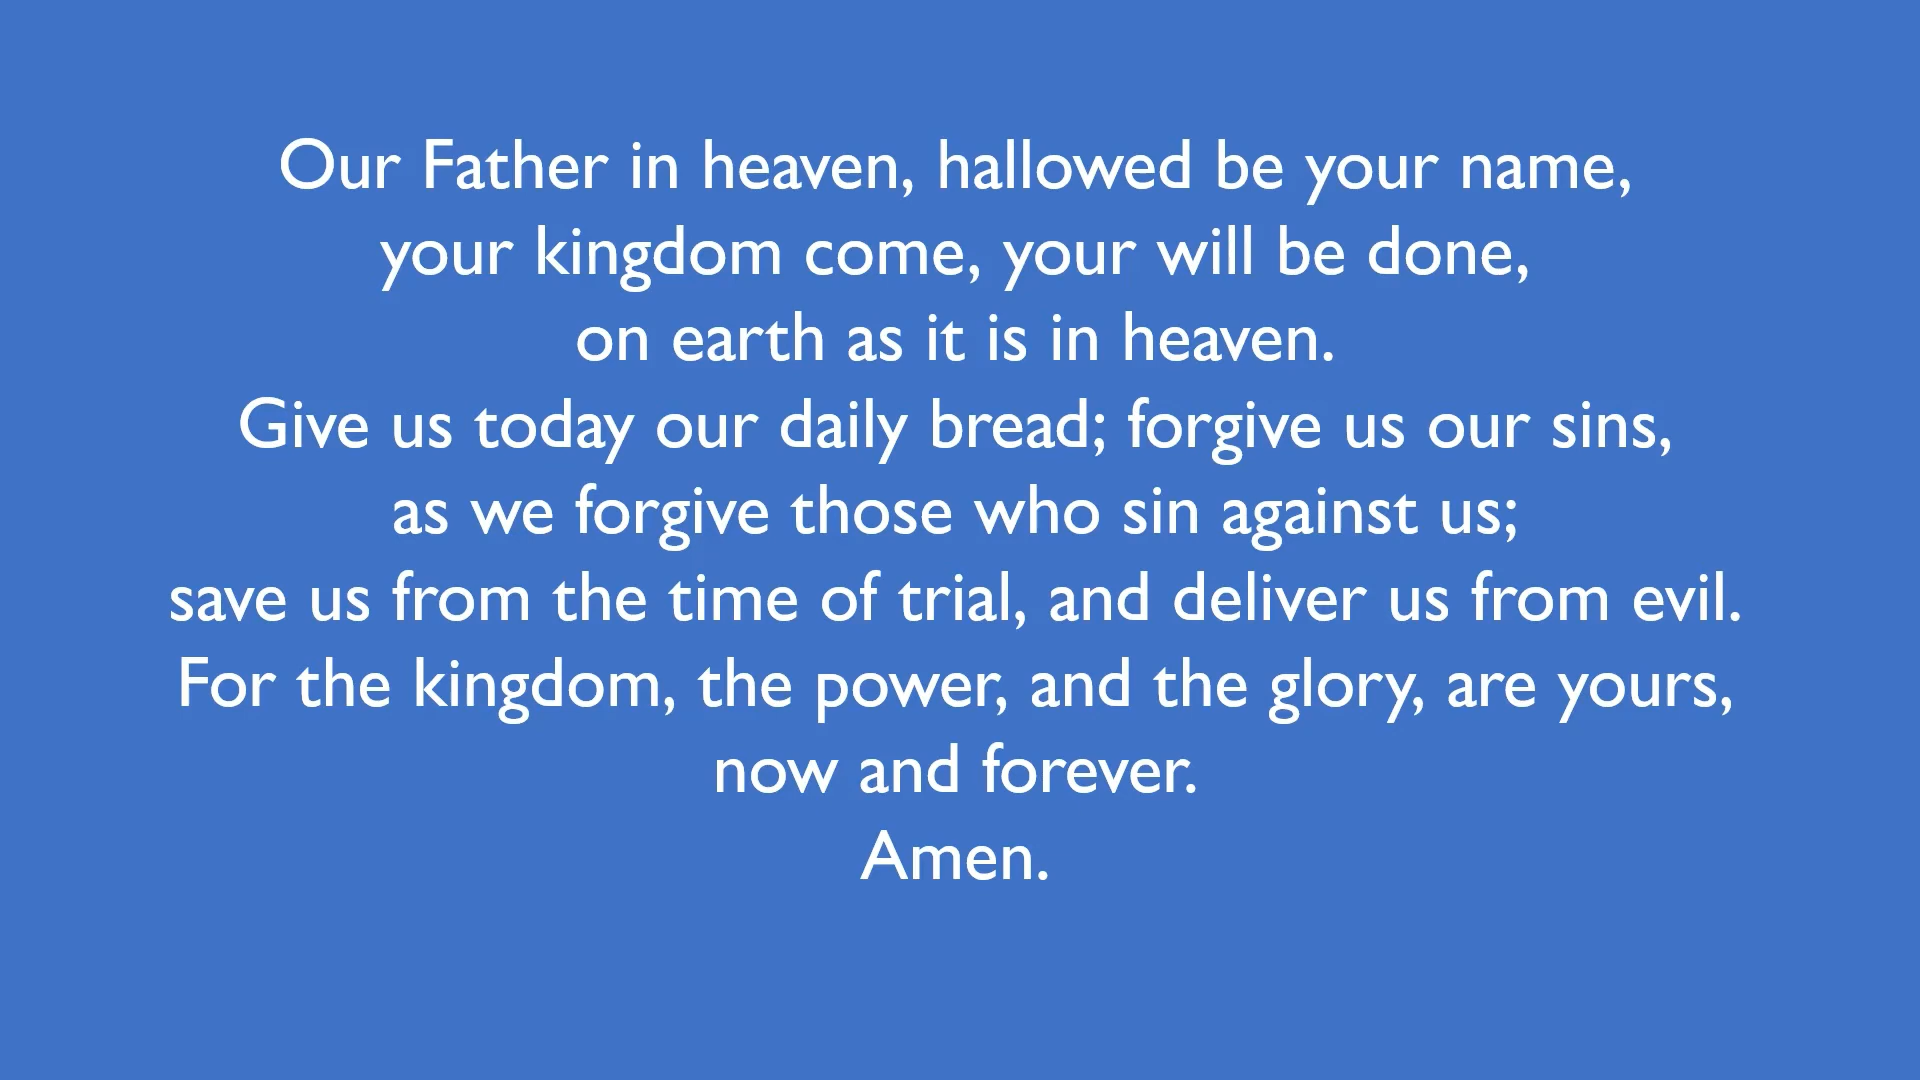 Our Father in heaven, hallowed be your name,
your kingdom come, your will be done,
on earth as it is in heaven.
Give us today our daily bread; forgive us our sins,
as we forgive those who sin against us;
save us from the time of trial, and deliver us from evil.
For the kingdom, the power, and the glory, are yours,
now and forever.
Amen.